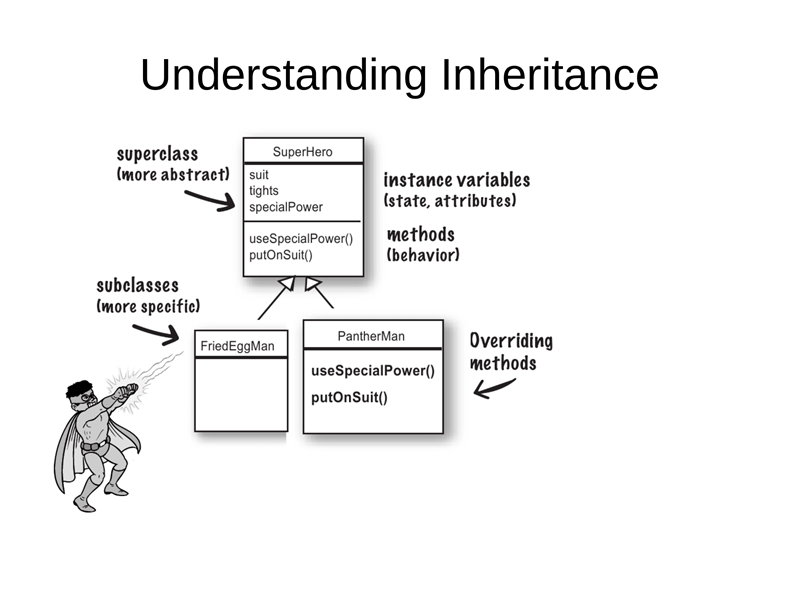 Understanding Inheritance
superclass
(more abstract)
SuperHero
suit
tights
specialPower
useSpecialPower()
putOnSuit()
instance variables
(state, attributes)
methods
(behavior)
subclasses
(more specific)
FriedEggMan
PantherMan
useSpecialPower()
putOnSuit()
Overriding
methods